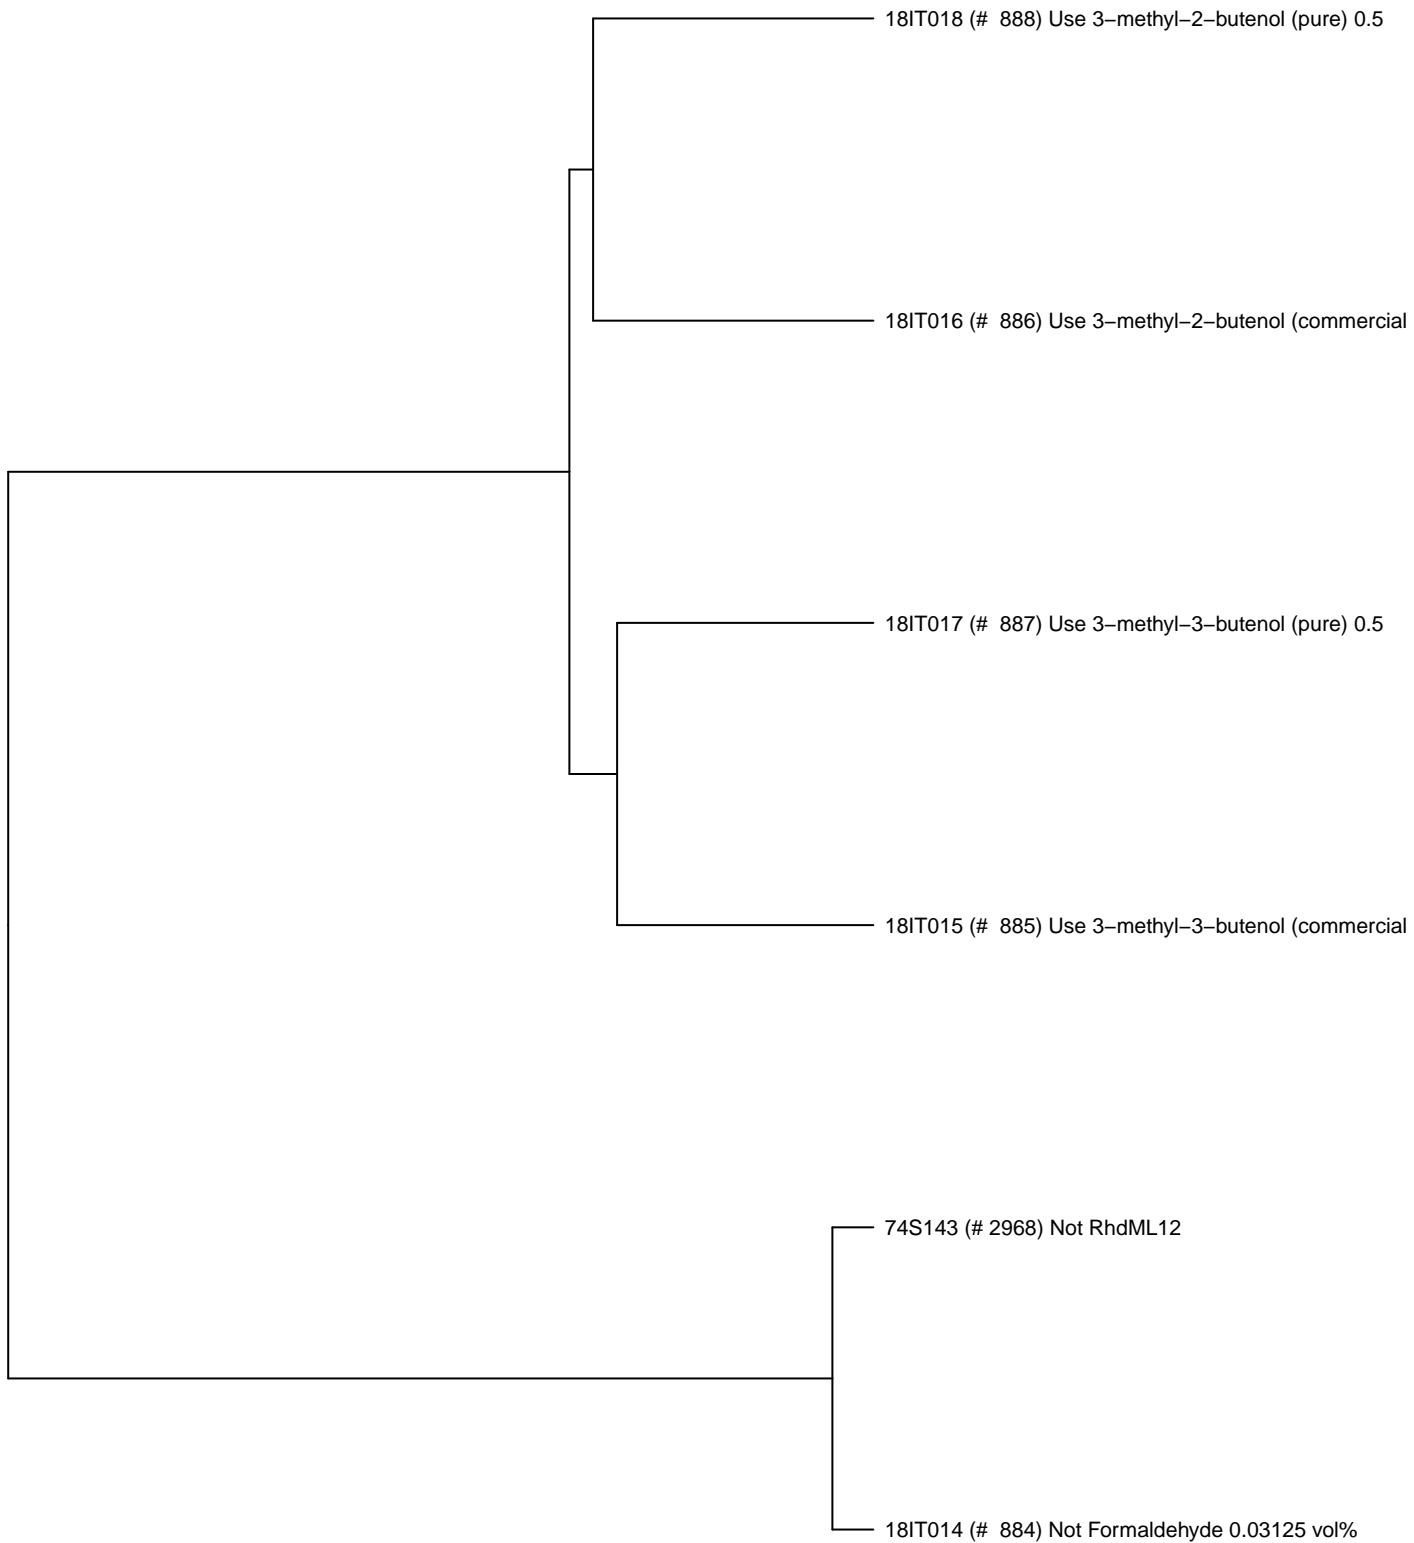 18IT018 (#  888) Use 3−methyl−2−butenol (pure) 0.5
18IT016 (#  886) Use 3−methyl−2−butenol (commercial
18IT017 (#  887) Use 3−methyl−3−butenol (pure) 0.5
18IT015 (#  885) Use 3−methyl−3−butenol (commercial
74S143 (# 2968) Not RhdML12
18IT014 (#  884) Not Formaldehyde 0.03125 vol%